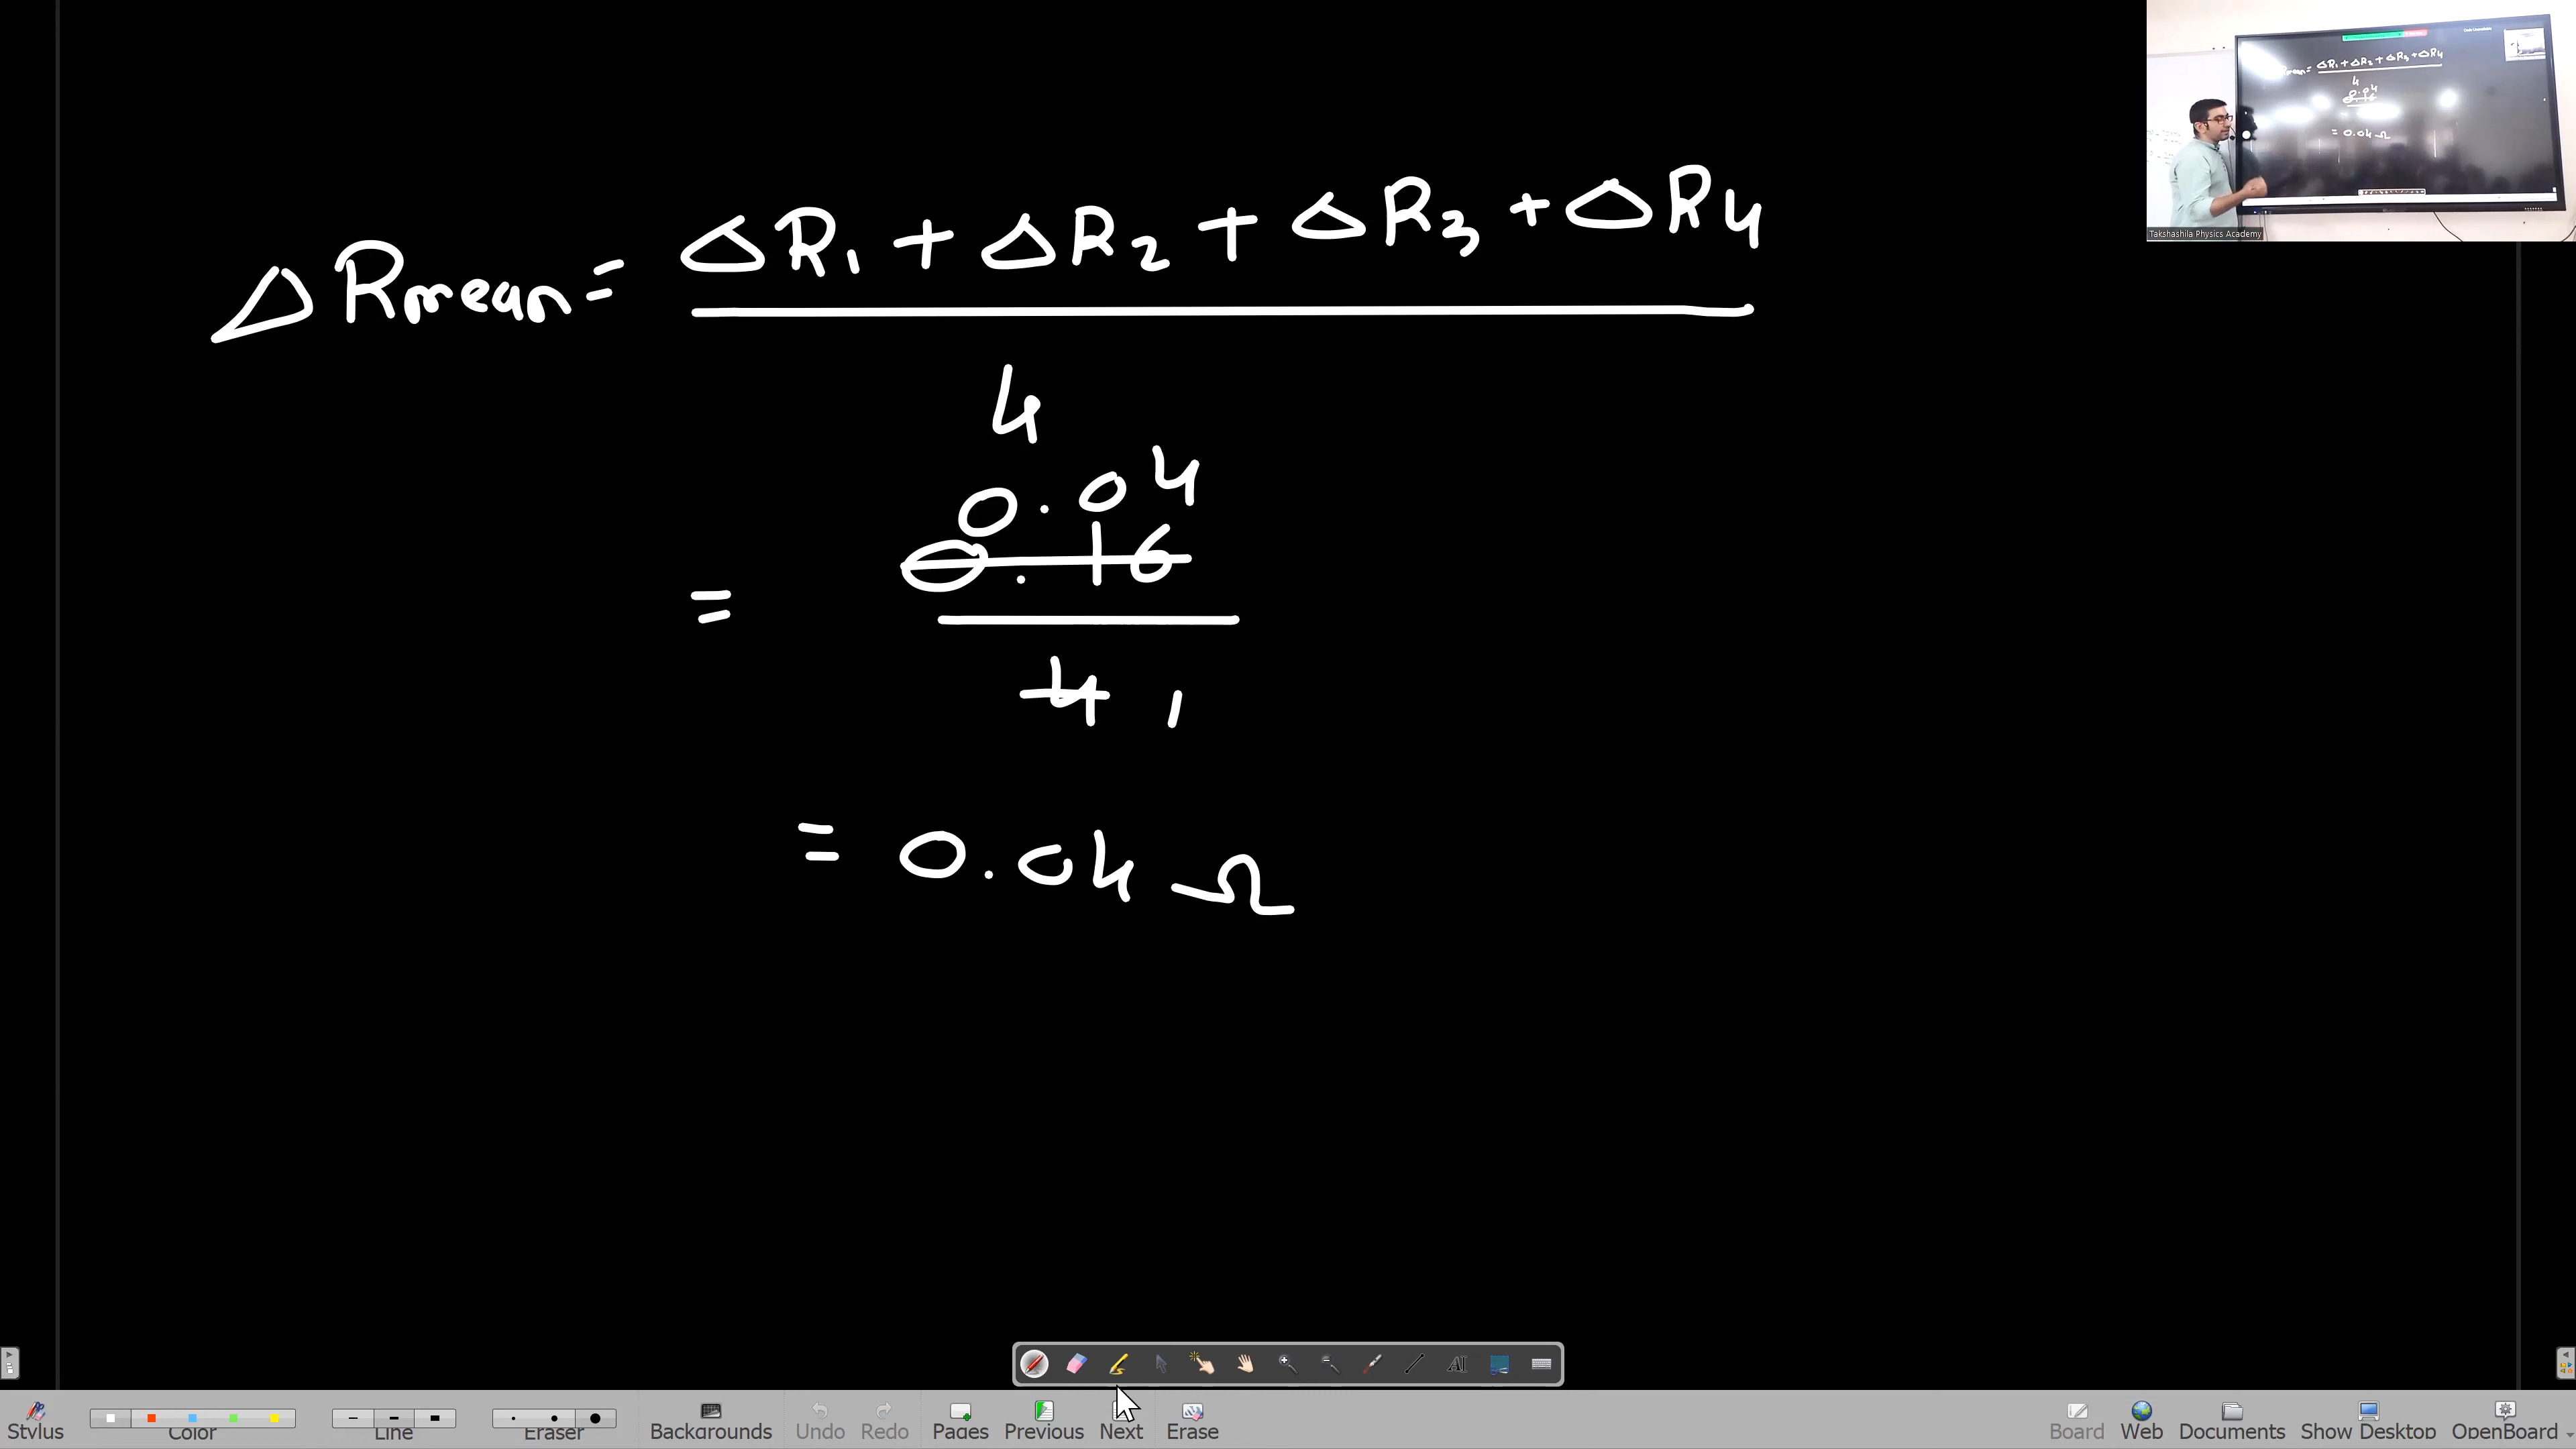 ΔRmean = ΔR1 + ΔR2 + ΔR3 + ΔR4
4
0.04
= 0.16
4 1
= 0.04 Ω
Takshashila Physics Academy
Stylus Color Line Eraser Backgrounds Undo Redo Pages Previous Next Erase Board Web Documents Show Desktop OpenBoard